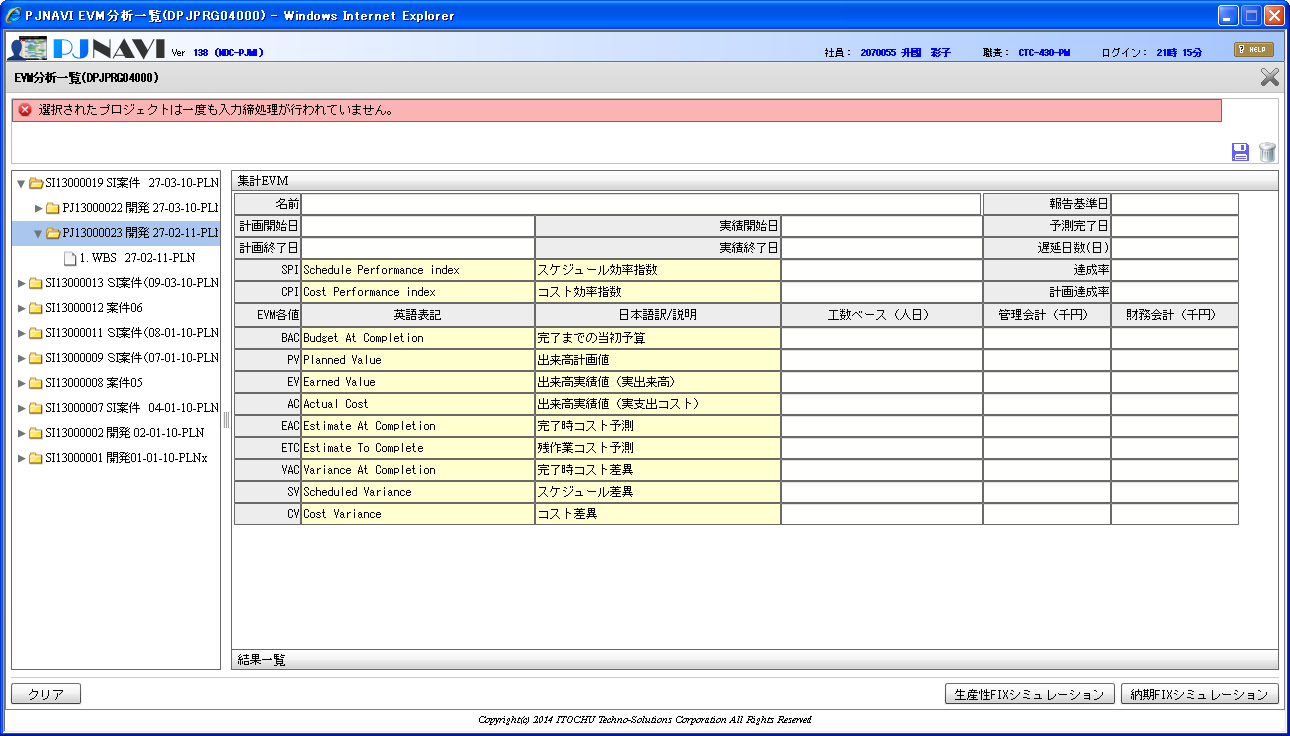 PJNAVI EVM分析一覧(DPJPRG04000) - Windows Internet Explorer
PJNAVI Ver 138 (NDC-PJMI) 社員： 2070055 升國 彩子 職責： CTC-430-PM ログイン： 21時 15分 HELP
EVM分析一覧(DPJPRG04000)
選択されたプロジェクトは一度も入力締処理が行われていません。
SI13000019 SI案件 27-03-10-PLN
PJ13000022 開発 27-03-10-PLN
PJ13000023 開発 27-02-11-PLN
1. WBS 27-02-11-PLN
SI13000013 SI案件(09-03-10-PLN
SI13000012 案件06
SI13000011 SI案件(08-01-10-PLN
SI13000009 SI案件(07-01-10-PLN
SI13000008 案件05
SI13000007 SI案件 04-01-10-PLN
SI13000002 開発 02-01-10-PLN
SI13000001 開発01-01-10-PLNx
集計EVM
名前 報告基準日
計画開始日 実績開始日 予測完了日
計画終了日 実績終了日 遅延日数(日)
SPI Schedule Performance index スケジュール効率指数 達成率
CPI Cost Performance index コスト効率指数 計画達成率
EVM各値 英語表記 日本語訳/説明 工数ベース（人日） 管理会計（千円） 財務会計（千円）
BAC Budget At Completion 完了までの当初予算
PV Planned Value 出来高計画値
EV Earned Value 出来高実績値（実出来高）
AC Actual Cost 出来高実績値（実支出コスト）
EAC Estimate At Completion 完了時コスト予測
ETC Estimate To Complete 残作業コスト予測
VAC Variance At Completion 完了時コスト差異
SV Scheduled Variance スケジュール差異
CV Cost Variance コスト差異
結果一覧
クリア 生産性FIXシミュレーション 納期FIXシミュレーション
Copyright(c) 2014 ITOCHU Techno-Solutions Corporation All Rights Reserved